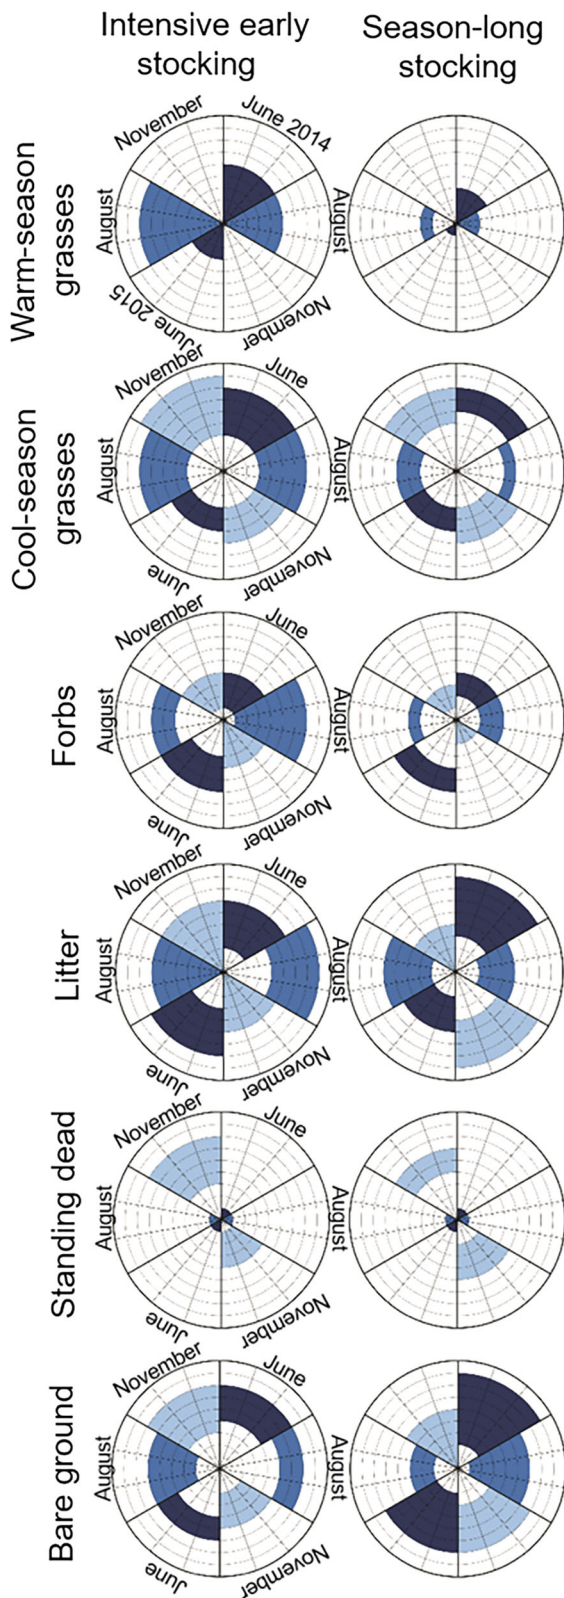 Intensive early
stocking
Season-long
stocking
Warm-season
grasses
November
June 2014
August
August
June 2015
November
Cool-season
grasses
November
June
August
August
June
November
Forbs
November
June
August
August
June
November
Litter
November
June
August
August
June
November
Standing dead
November
June
August
August
June
November
Bare ground
November
June
August
August
June
November